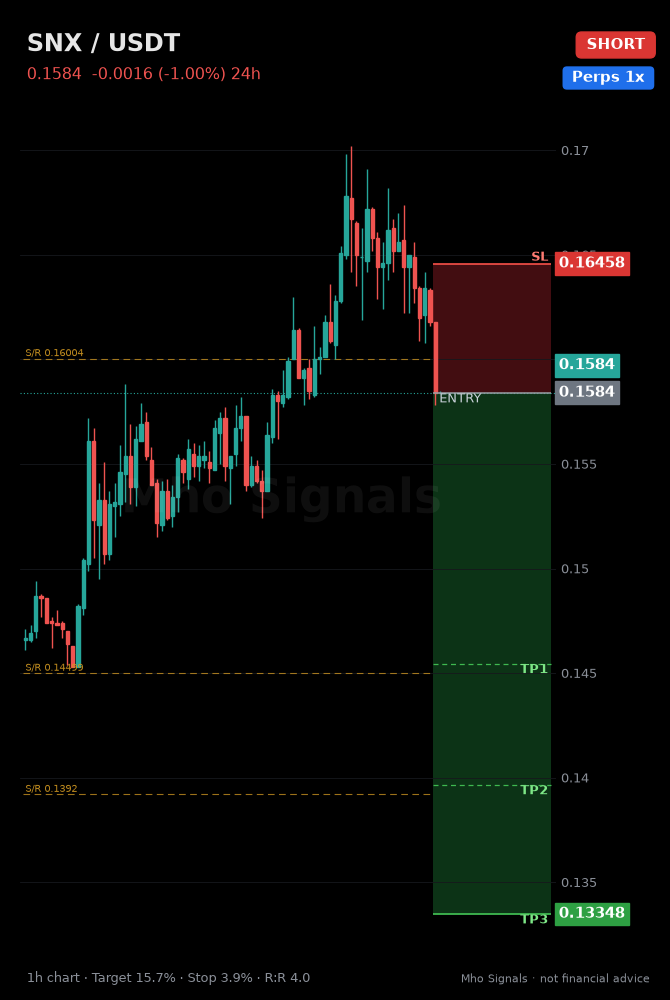 SNX / USDT
SHORT
0.1584 -0.0016 (-1.00%) 24h
Perps 1x
0.17
SL
0.16458
S/R 0.16004
0.1584
0.1584
ENTRY
0.155
Mho Signals
0.15
S/R 0.14499
TP1
0.145
0.14
S/R 0.1392
TP2
0.135
0.13348
TP3
1h chart · Target 15.7% · Stop 3.9% · R:R 4.0
Mho Signals · not financial advice